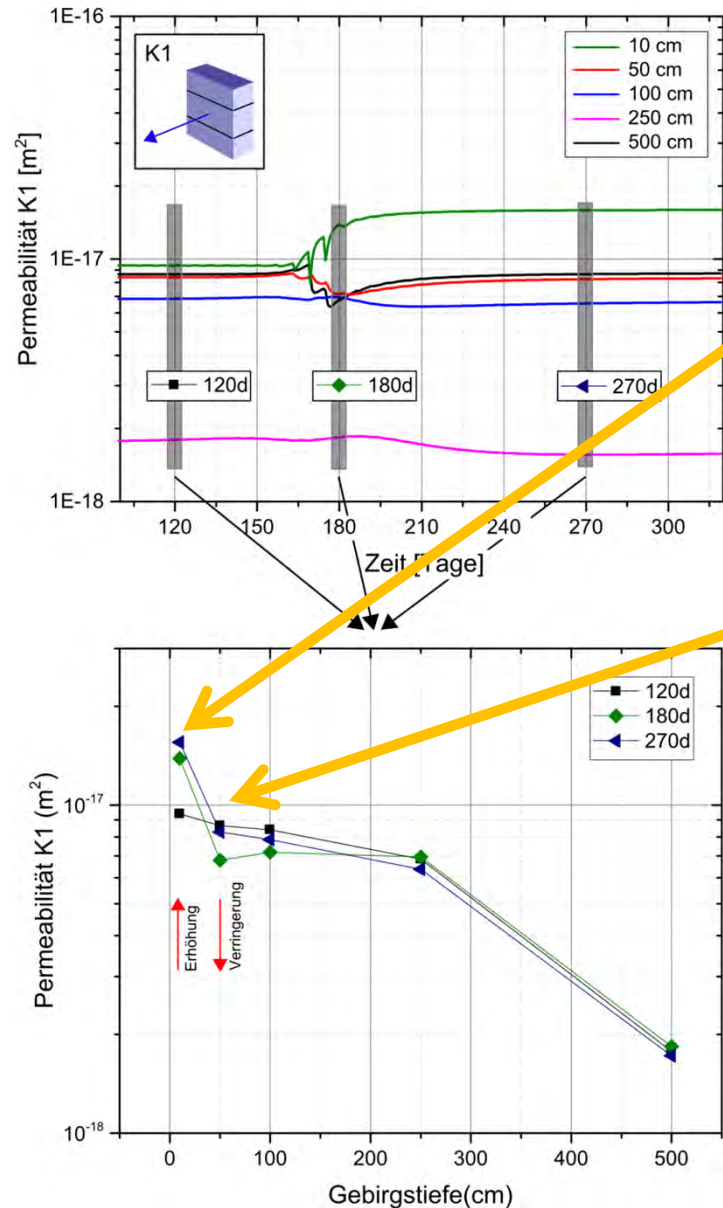 1E-16
K1
10 cm
50 cm
100 cm
250 cm
500 cm
Permeabilität K1 [m²]
1E-17
120d
180d
270d
1E-18
120 150 180 210 240 270 300
Zeit [Tage]
120d
180d
270d
Permeabilität K1 (m²)
10⁻¹⁷
Erhöhung
Verringerung
10⁻¹⁸
0 100 200 300 400 500
Gebirgstiefe(cm)